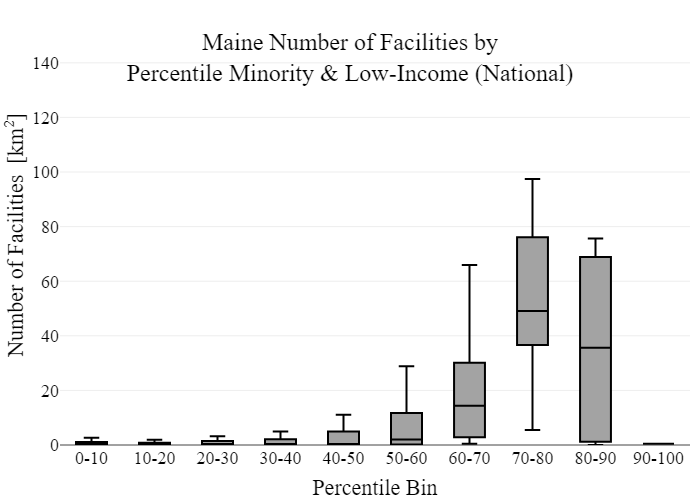 Maine Number of Facilities by
Percentile Minority & Low-Income (National)
Number of Facilities [km²]
140
120
100
80
60
40
20
0
0-10 10-20 20-30 30-40 40-50 50-60 60-70 70-80 80-90 90-100
Percentile Bin